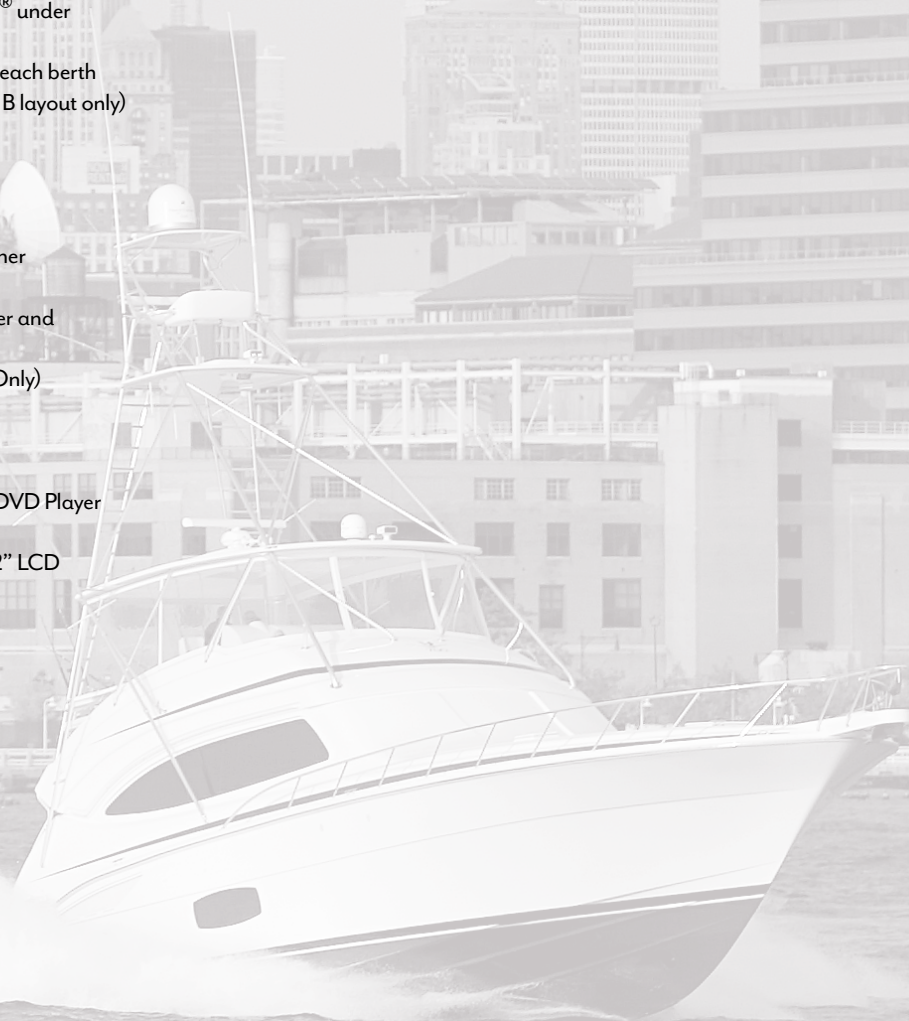 ® under
each berth
B layout only)
ner
er and
Only)
DVD Player
2” LCD